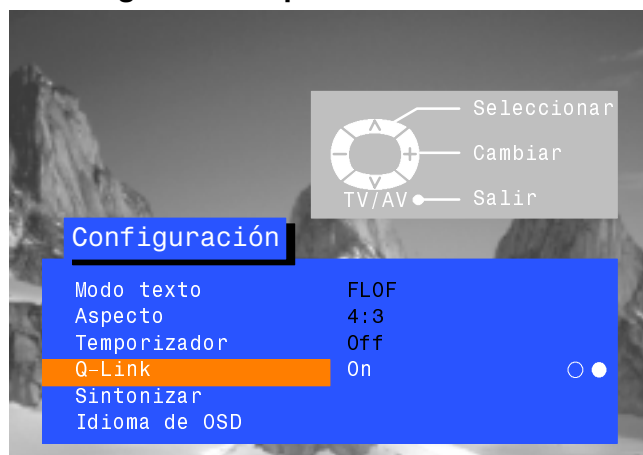 Seleccionar
Cambiar
TV/AV Salir
Configuración
Modo texto FLOF
Aspecto 4:3
Temporizador Off
Q-Link On
Sintonizar
Idioma de OSD